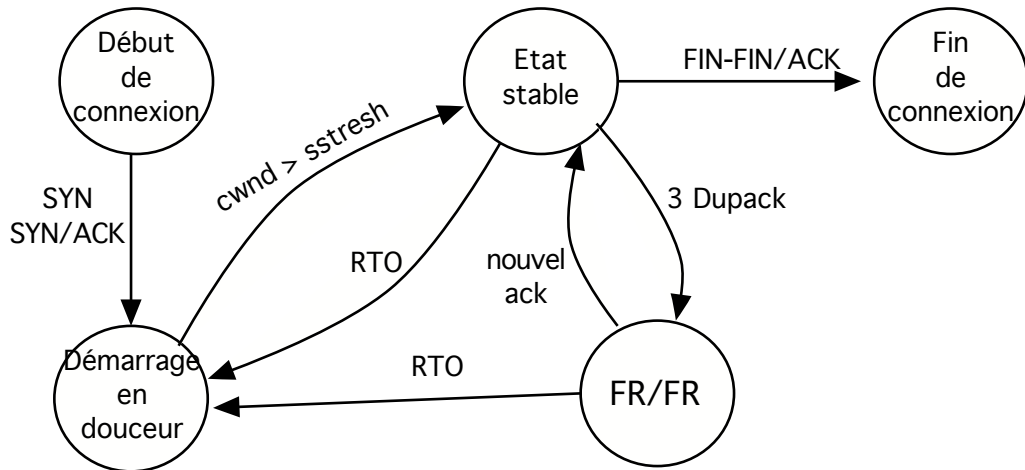 Début
de
connexion
Etat
stable
FIN-FIN/ACK
Fin
de
connexion
cwnd > sstresh
SYN
SYN/ACK
3 Dupack
RTO
nouvel
ack
Démarrage
en
douceur
RTO
FR/FR